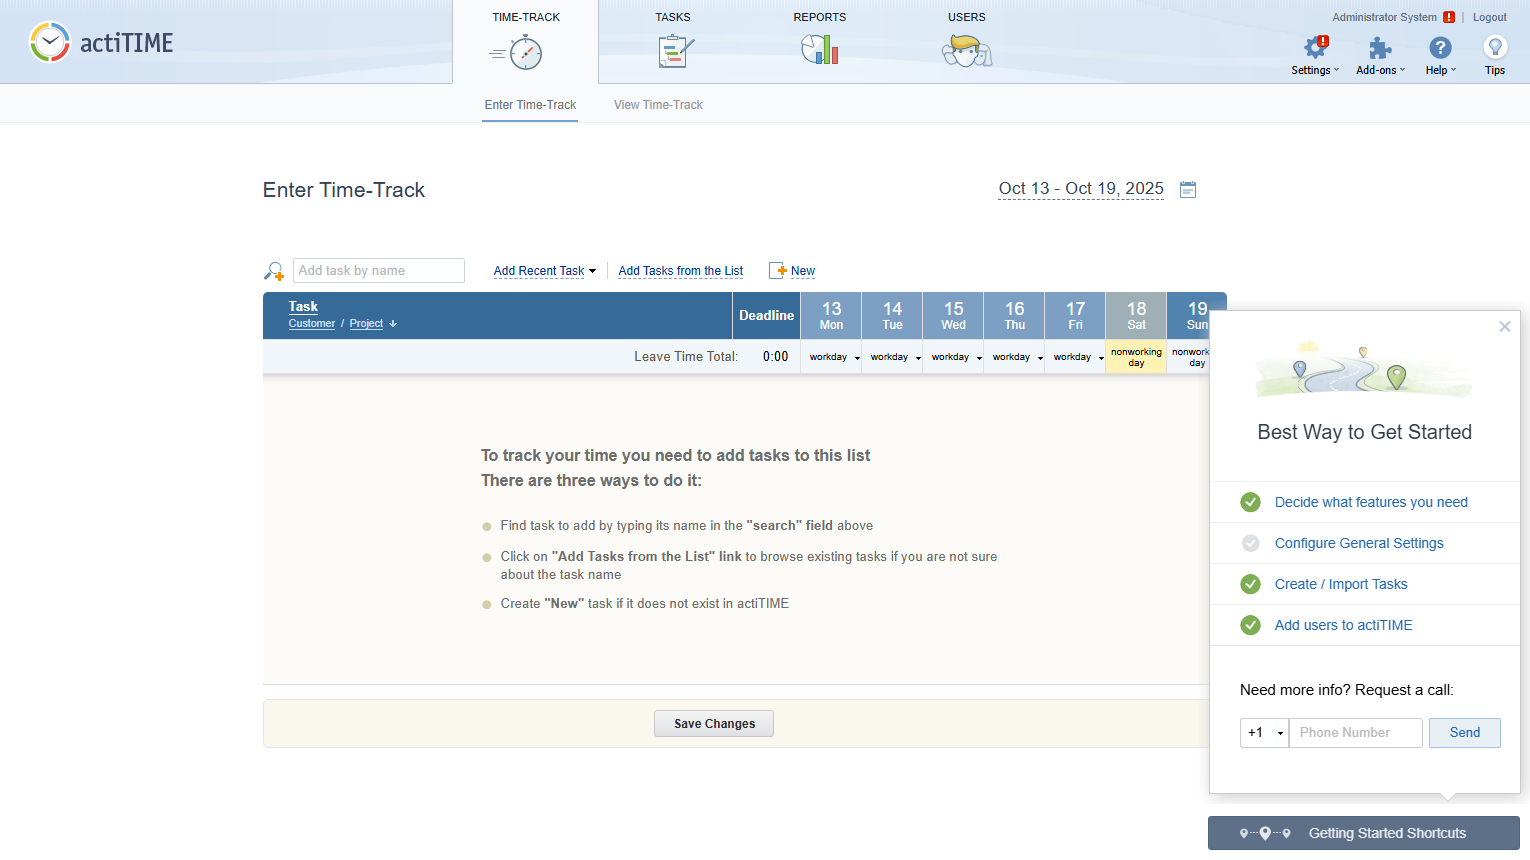 actiTIME
TIME-TRACK
TASKS
REPORTS
USERS
Administrator System
Logout
Settings
Add-ons
Help
Tips
Enter Time-Track
View Time-Track
Enter Time-Track
Oct 13 - Oct 19, 2025
Add task by name
Add Recent Task
Add Tasks from the List
New
Task
Customer / Project
Deadline
13 Mon
14 Tue
15 Wed
16 Thu
17 Fri
18 Sat
19 Sun
Leave Time Total: 0:00
workday
workday
workday
workday
workday
nonworking
day
nonwork
day
To track your time you need to add tasks to this list
There are three ways to do it:
Find task to add by typing its name in the "search" field above
Click on "Add Tasks from the List" link to browse existing tasks if you are not sure
about the task name
Create "New" task if it does not exist in actiTIME
Save Changes
Best Way to Get Started
Decide what features you need
Configure General Settings
Create / Import Tasks
Add users to actiTIME
Need more info? Request a call:
+1
Phone Number
Send
Getting Started Shortcuts